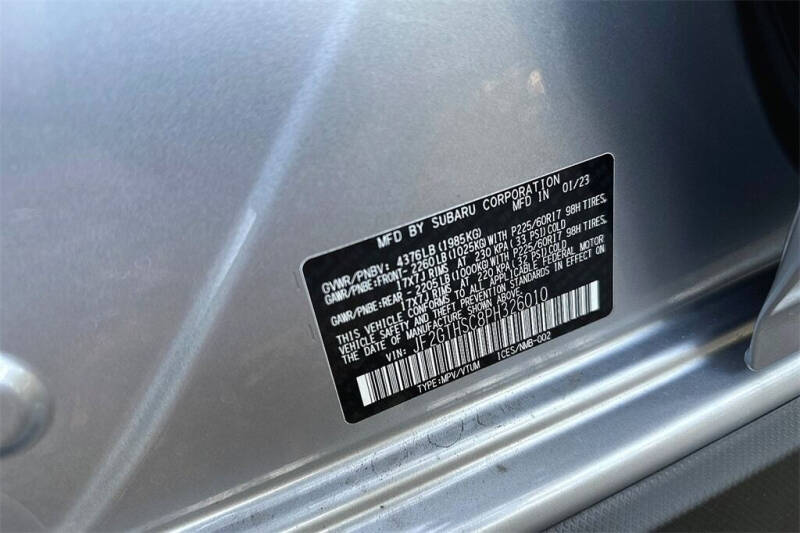 MFD BY SUBARU CORPORATION
MFD IN 01/23
GVWR/PNBV: 4376LB(1985KG)
GAWR/PNBE:FRONT-2260LB(1025KG)WITH P225/60R17 98H TIRES,
17X7J RIMS AT 230 KPA (33 PSI)COLD
GAWR/PNBE:REAR -2205LB(1000KG)WITH P225/60R17 98H TIRES,
17X7J RIMS AT 220 KPA (32 PSI)COLD
THIS VEHICLE CONFORMS TO ALL APPLICABLE FEDERAL MOTOR
VEHICLE SAFETY AND THEFT PREVENTION STANDARDS IN EFFECT ON
THE DATE OF MANUFACTURE SHOWN ABOVE.
VIN: JF2GTHSC8PH326010
TYPE:MPV/VTUM ICES/NMB-002